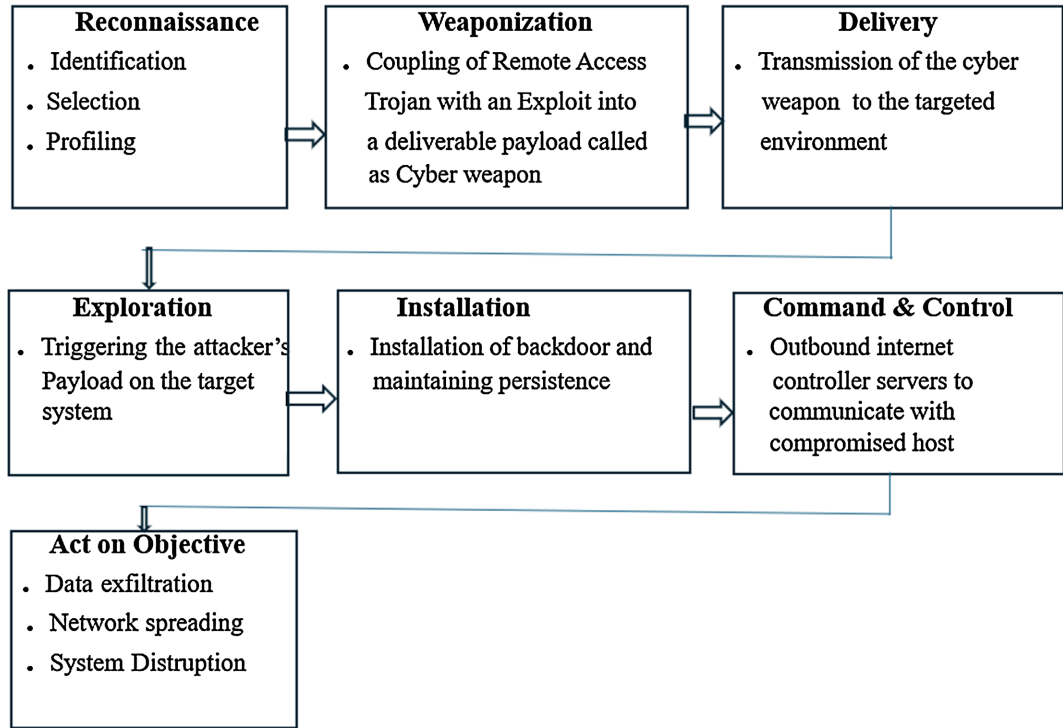 Reconnaissance
. Identification
. Selection
. Profiling
Weaponization
. Coupling of Remote Access
Trojan with an Exploit into
a deliverable payload called
as Cyber weapon
Delivery
. Transmission of the cyber
weapon to the targeted
environment
Exploration
. Triggering the attacker's
Payload on the target
system
Installation
. Installation of backdoor and
maintaining persistence
Command & Control
. Outbound internet
controller servers to
communicate with
compromised host
Act on Objective
. Data exfiltration
. Network spreading
. System Distruption